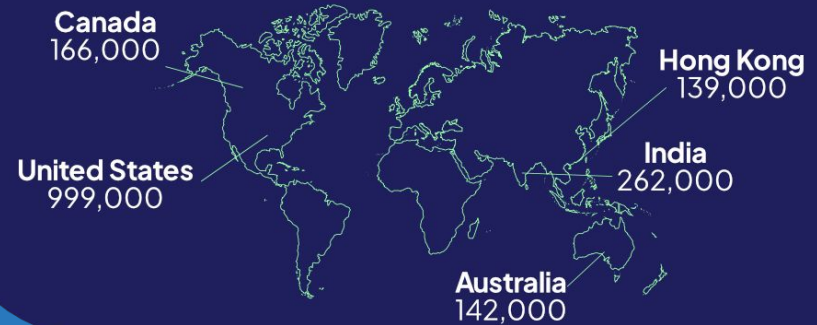 Canada
166,000
Hong Kong
139,000
United States
999,000
India
262,000
Australia
142,000